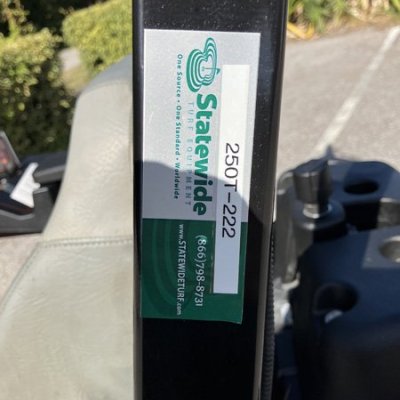 Statewide
TURF EQUIPMENT
One Source • One Standard • Worldwide
250T-222
(866)798-8731
www.STATEWIDETURF.com